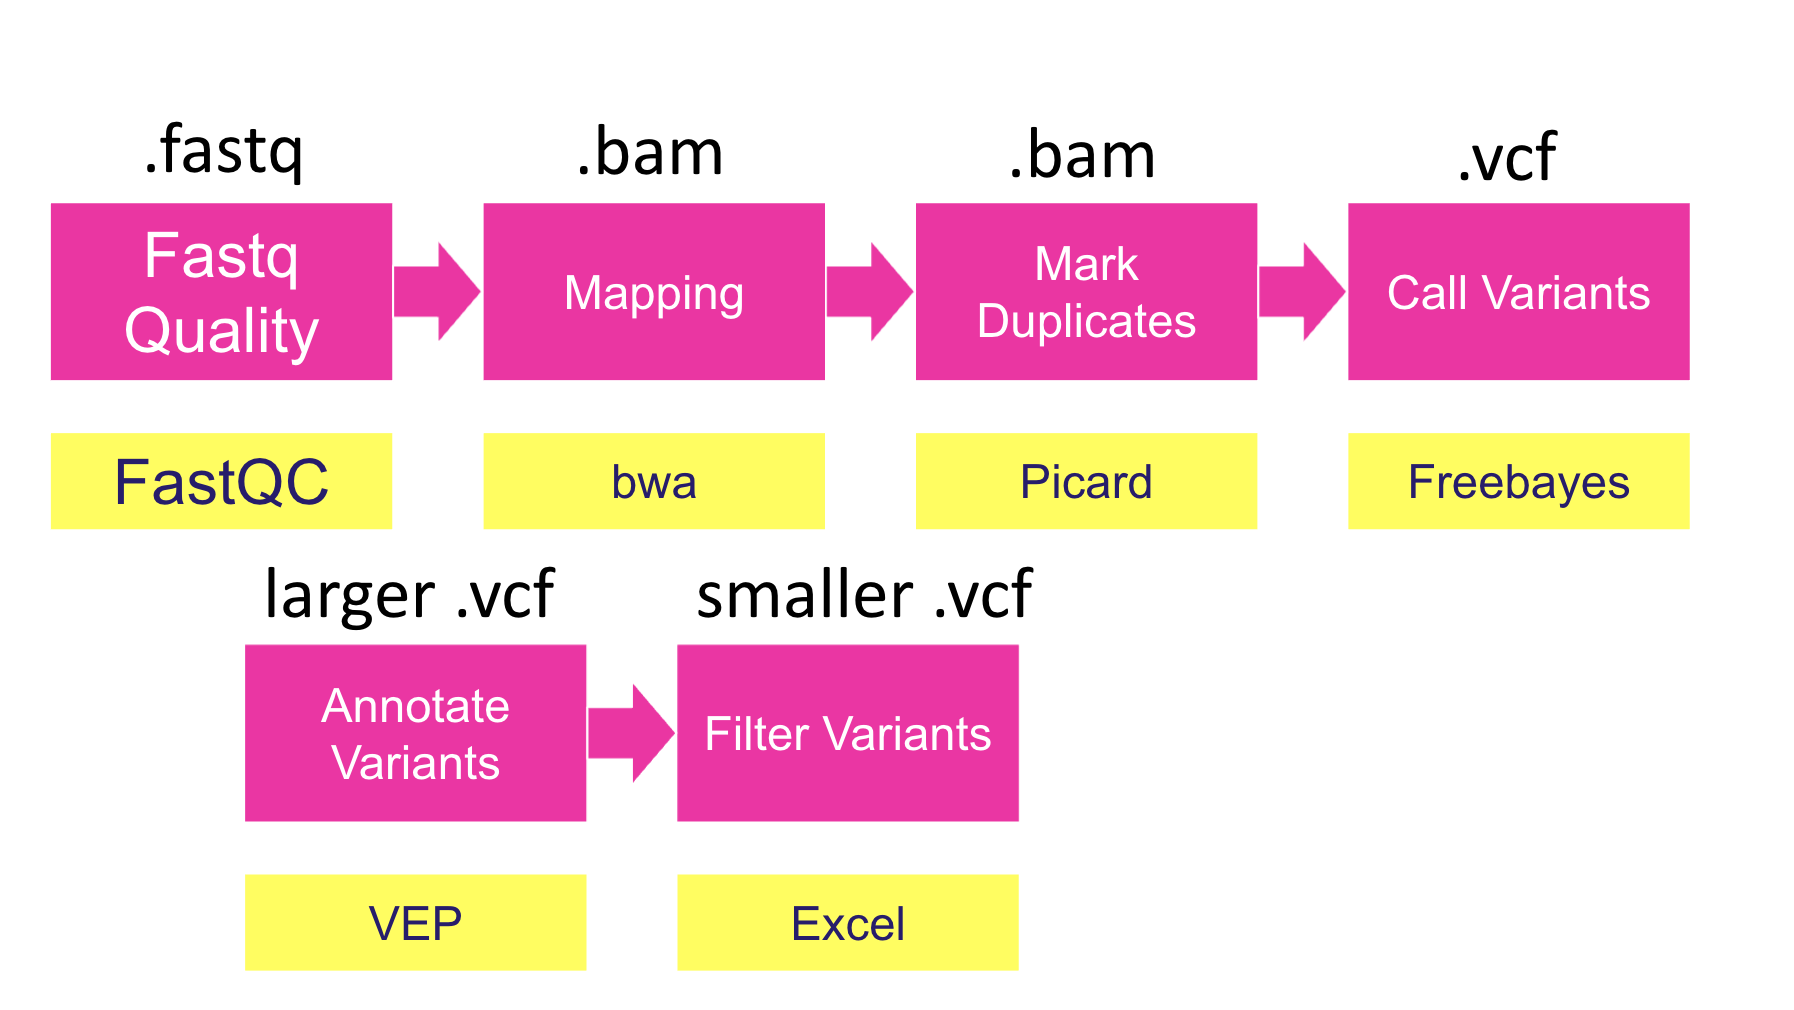 .fastq
.bam
.bam
.vcf
Fastq
Quality
Mapping
Mark
Duplicates
Call Variants
FastQC
bwa
Picard
Freebayes
larger .vcf
smaller .vcf
Annotate
Variants
Filter Variants
VEP
Excel